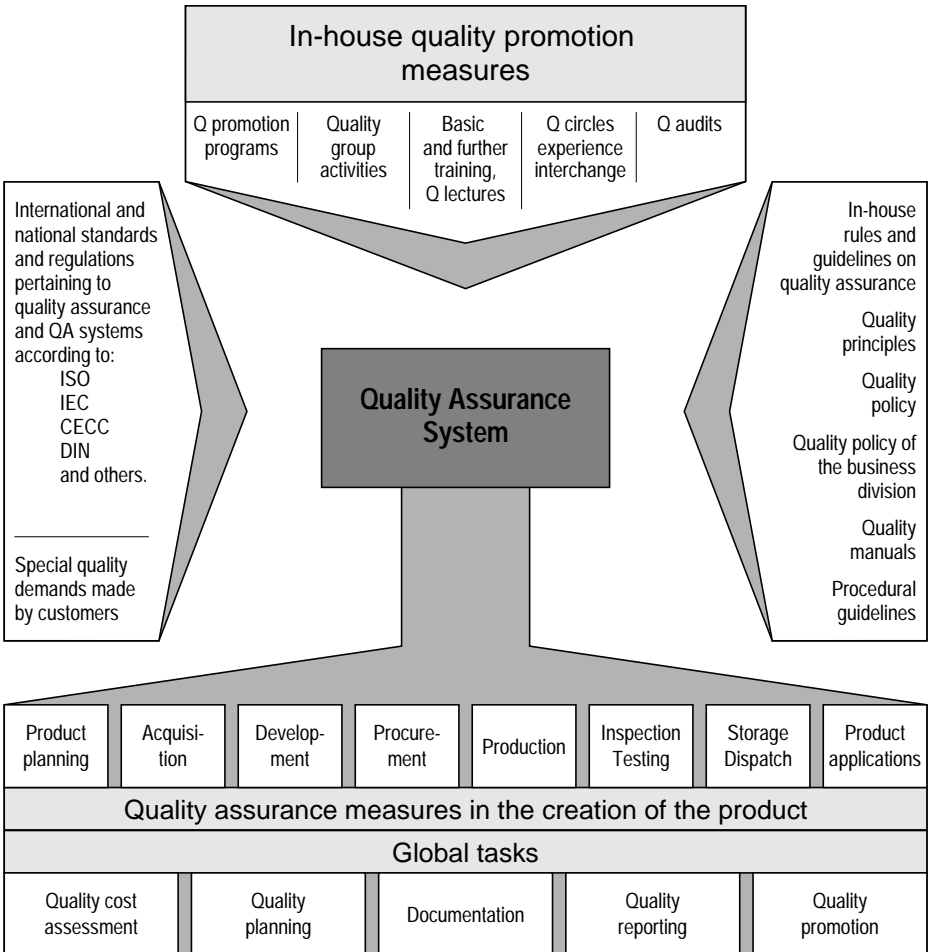 In-house quality promotion
measures
Q promotion
programs
Quality
group
activities
Basic
and further
training,
Q lectures
Q circles
experience
interchange
Q audits
International and
national standards
and regulations
pertaining to
quality assurance
and QA systems
according to:
ISO
IEC
CECC
DIN
and others.
Special quality
demands made
by customers
Quality Assurance
System
In-house
rules and
guidelines on
quality assurance
Quality
principles
Quality
policy
Quality policy of
the business
division
Quality
manuals
Procedural
guidelines
Product
planning
Acquisi-
tion
Develop-
ment
Procure-
ment
Production
Inspection
Testing
Storage
Dispatch
Product
applications
Quality assurance measures in the creation of the product
Global tasks
Quality cost
assessment
Quality
planning
Documentation
Quality
reporting
Quality
promotion